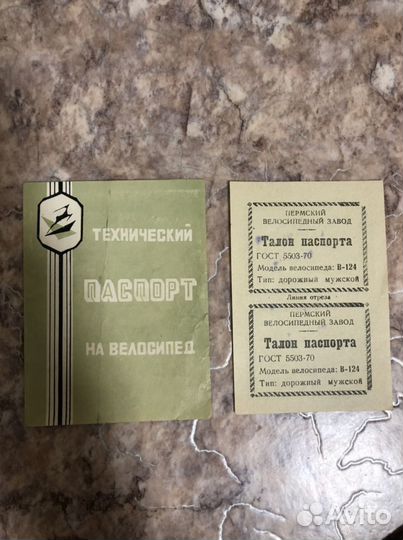 ТЕХНИЧЕСКИЙ
ПАСПОРТ
НА ВЕЛОСИПЕД
ПЕРМСКИЙ
ВЕЛОСИПЕДНЫЙ ЗАВОД
Талон паспорта
ГОСТ 5503-70
Модель велосипеда: В-124
Тип: дорожный мужской
Линия отреза
ПЕРМСКИЙ
ВЕЛОСИПЕДНЫЙ ЗАВОД
Талон паспорта
ГОСТ 5503-70
Модель велосипеда: В-124
Тип: дорожный мужской
Avito